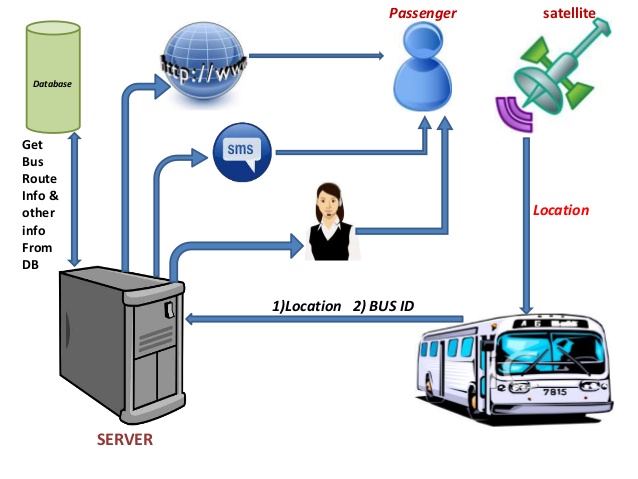 Passenger
satellite
Database
http://www
sms
Get
Bus
Route
Info &
other
info
From
DB
Location
1)Location 2) BUS ID
A G
7815
SERVER